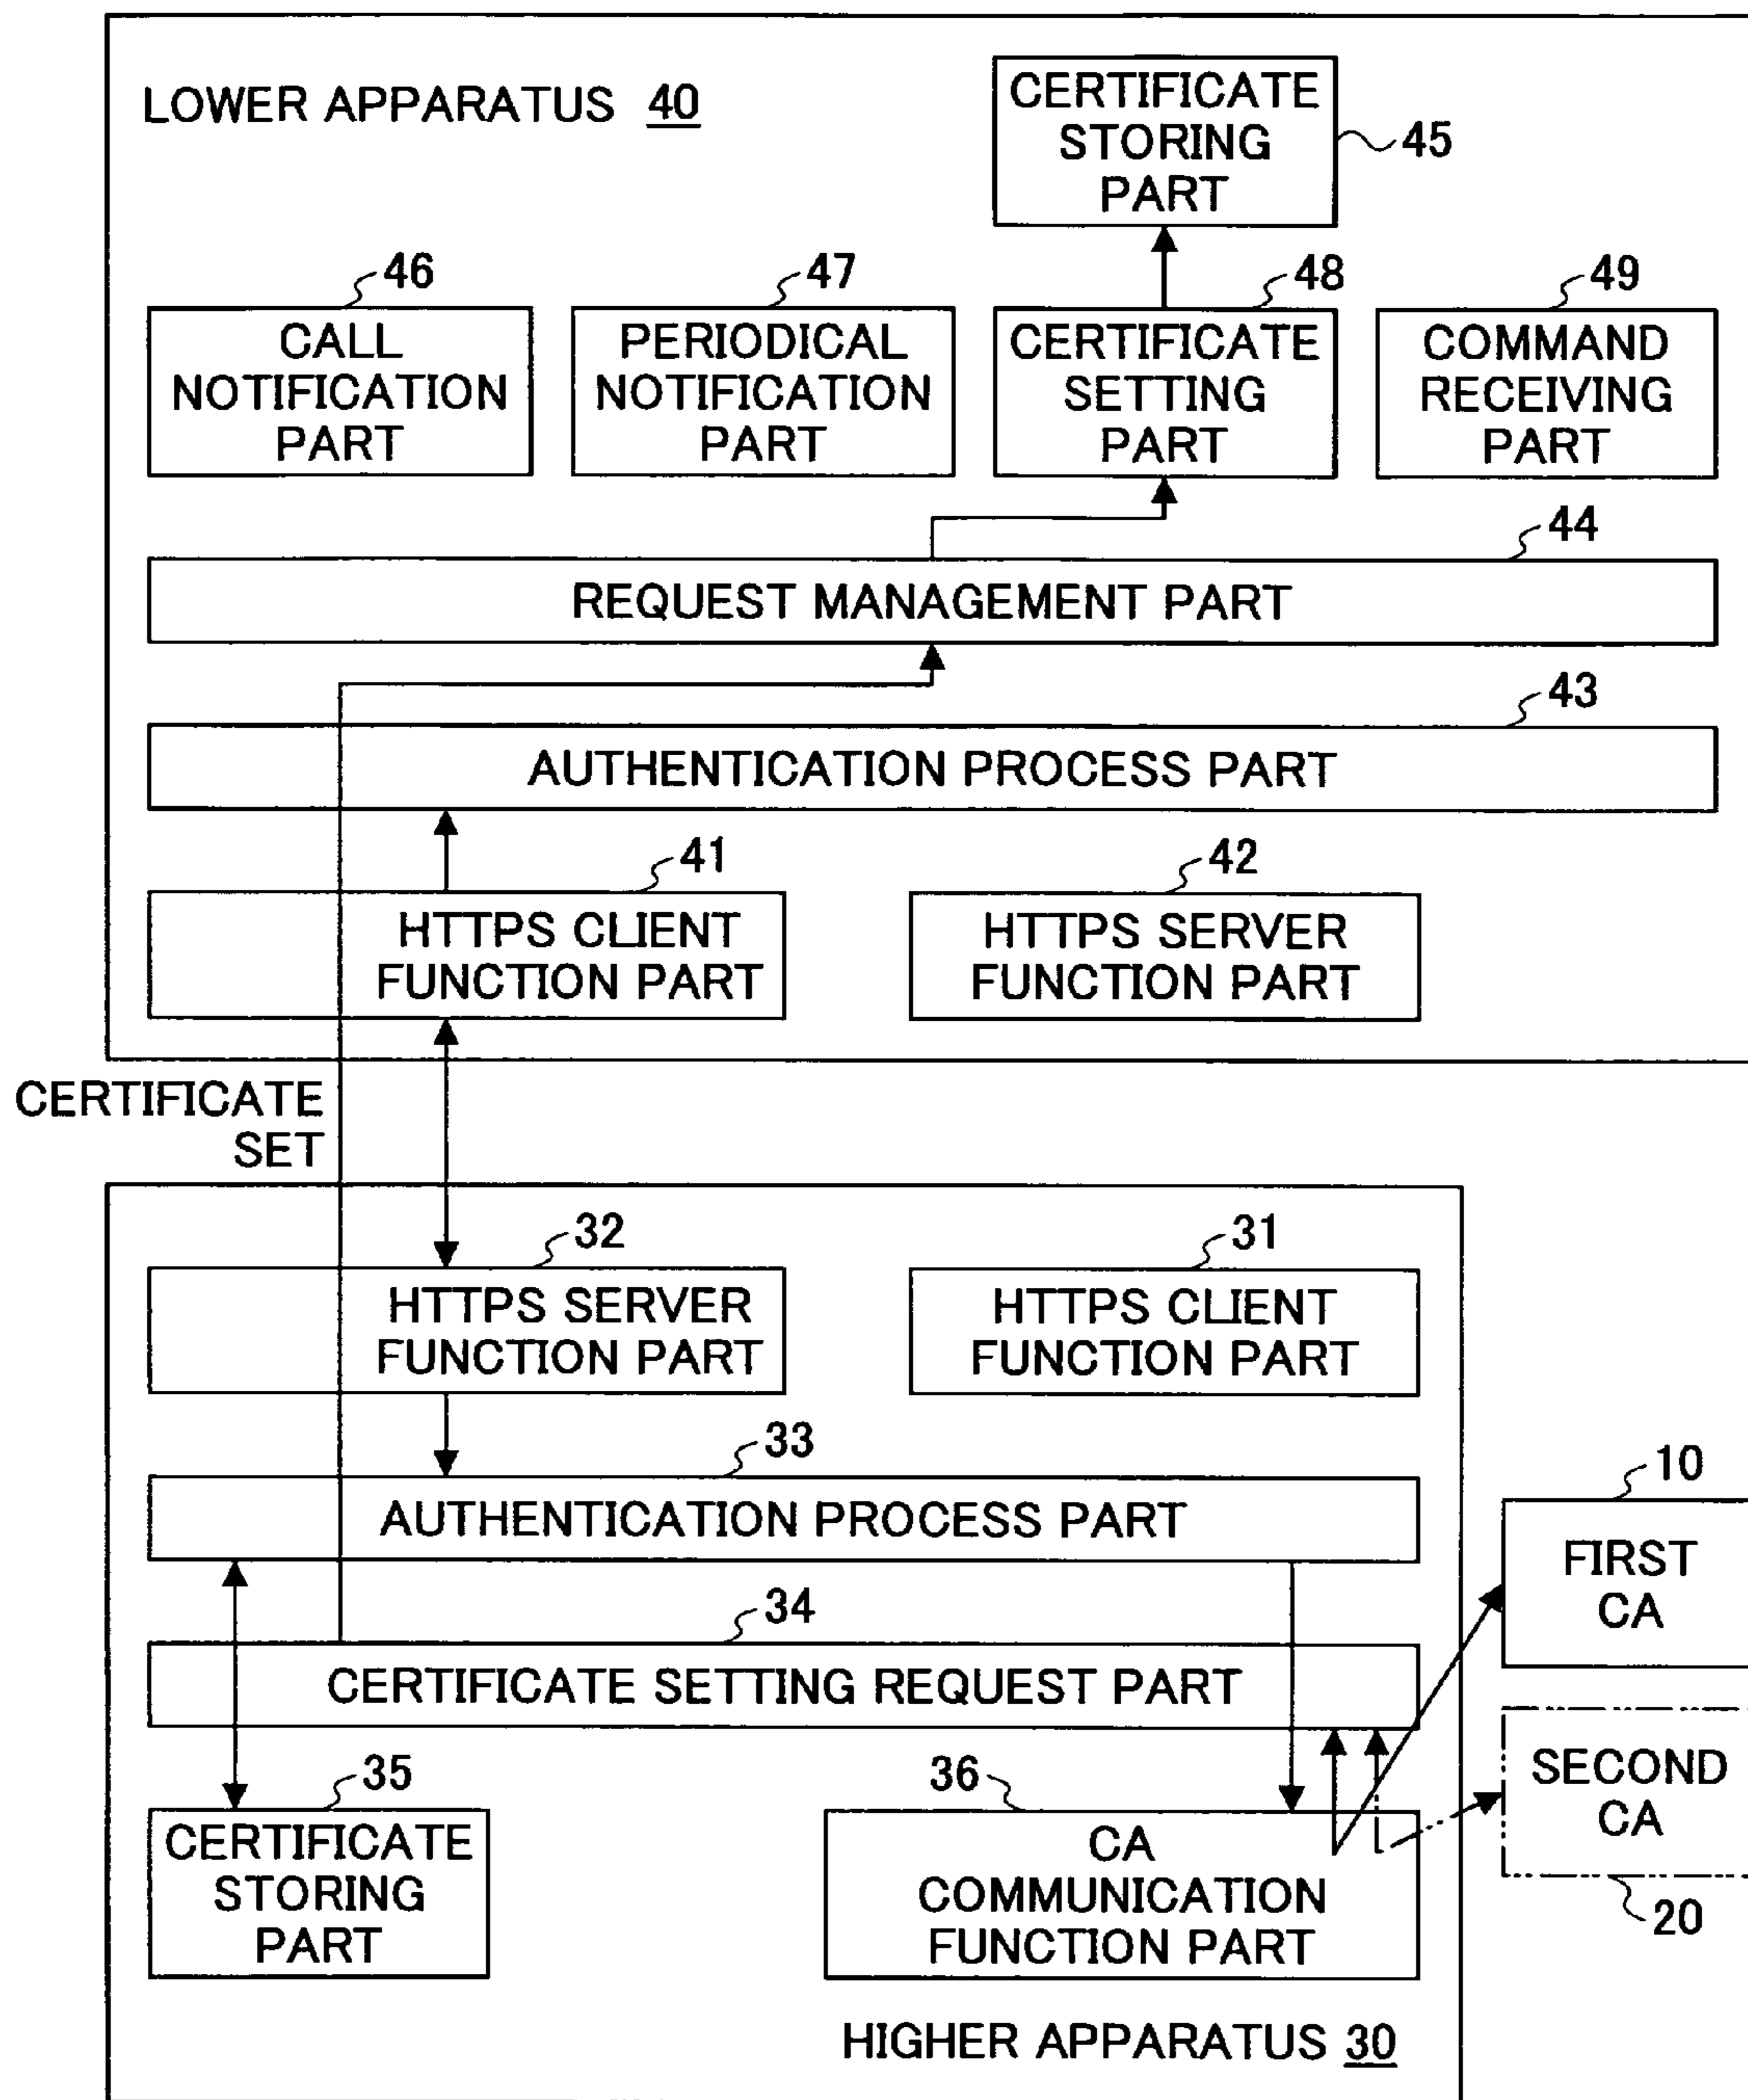 LOWER APPARATUS 40
CERTIFICATE
STORING
PART
45
46
CALL
NOTIFICATION
PART
47
PERIODICAL
NOTIFICATION
PART
48
CERTIFICATE
SETTING
PART
49
COMMAND
RECEIVING
PART
44
REQUEST MANAGEMENT PART
43
AUTHENTICATION PROCESS PART
41
HTTPS CLIENT
FUNCTION PART
42
HTTPS SERVER
FUNCTION PART
CERTIFICATE
SET
32
HTTPS SERVER
FUNCTION PART
31
HTTPS CLIENT
FUNCTION PART
33
AUTHENTICATION PROCESS PART
10
FIRST
CA
34
CERTIFICATE SETTING REQUEST PART
SECOND
CA
20
35
CERTIFICATE
STORING
PART
36
CA
COMMUNICATION
FUNCTION PART
HIGHER APPARATUS 30